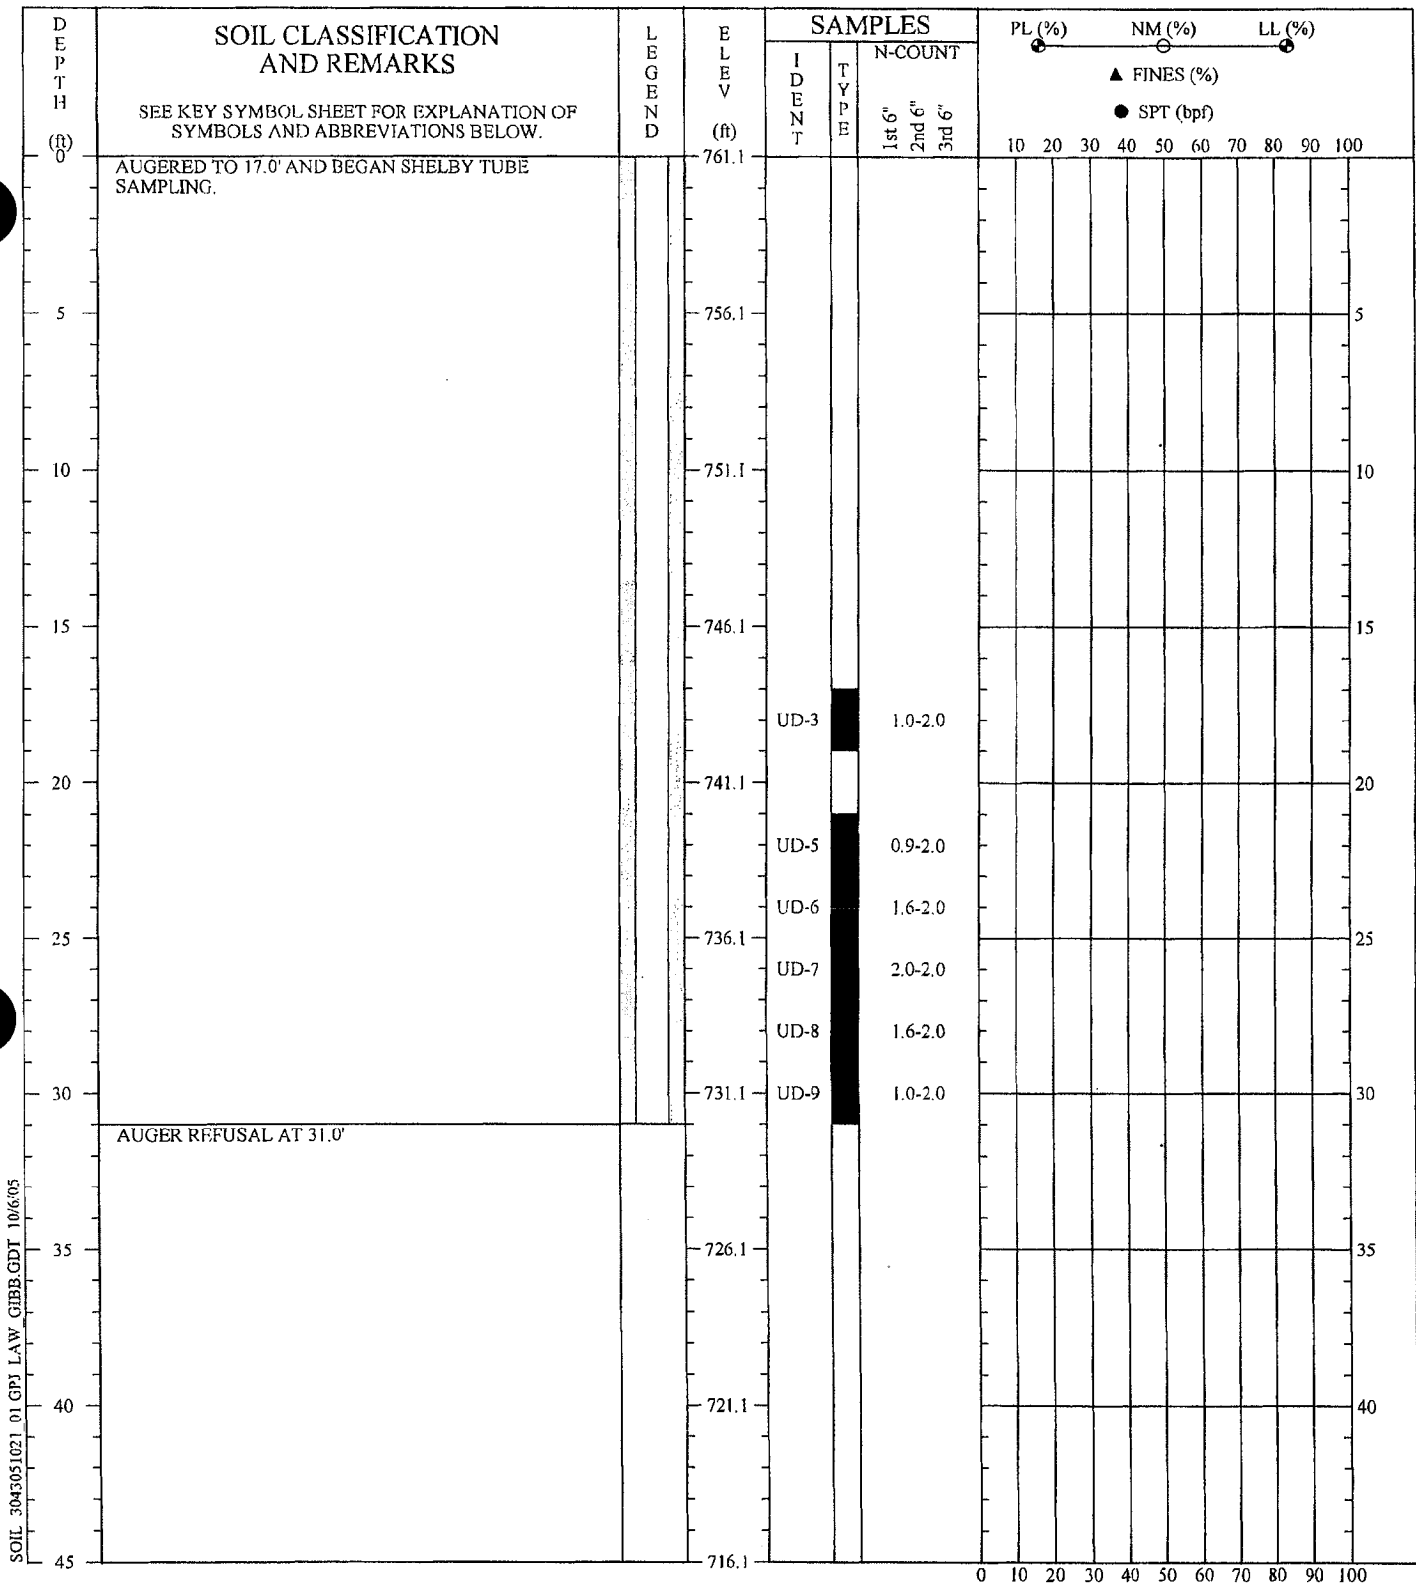 DEPTH
(ft)
SOIL CLASSIFICATION
AND REMARKS
SEE KEY SYMBOL SHEET FOR EXPLANATION OF
SYMBOLS AND ABBREVIATIONS BELOW.
LEGEND
ELEV
(ft)
SAMPLES
IDENT
TYPE
N-COUNT
1st 6"
2nd 6"
3rd 6"
PL (%) NM (%) LL (%)
▲ FINES (%)
● SPT (bpf)
10 20 30 40 50 60 70 80 90 100
0 AUGERED TO 17.0' AND BEGAN SHELBY TUBE 761.1
SAMPLING.
5 756.1 5
10 751.1 10
15 746.1 15
UD-3 1.0-2.0
20 741.1 20
UD-5 0.9-2.0
UD-6 1.6-2.0
25 736.1 25
UD-7 2.0-2.0
UD-8 1.6-2.0
30 731.1 UD-9 1.0-2.0 30
AUGER REFUSAL AT 31.0'
35 726.1 35
40 721.1 40
45 716.1
0 10 20 30 40 50 60 70 80 90 100
SOIL 3043051021_01 GPJ LAW_GIBB.GDT 10/6/05